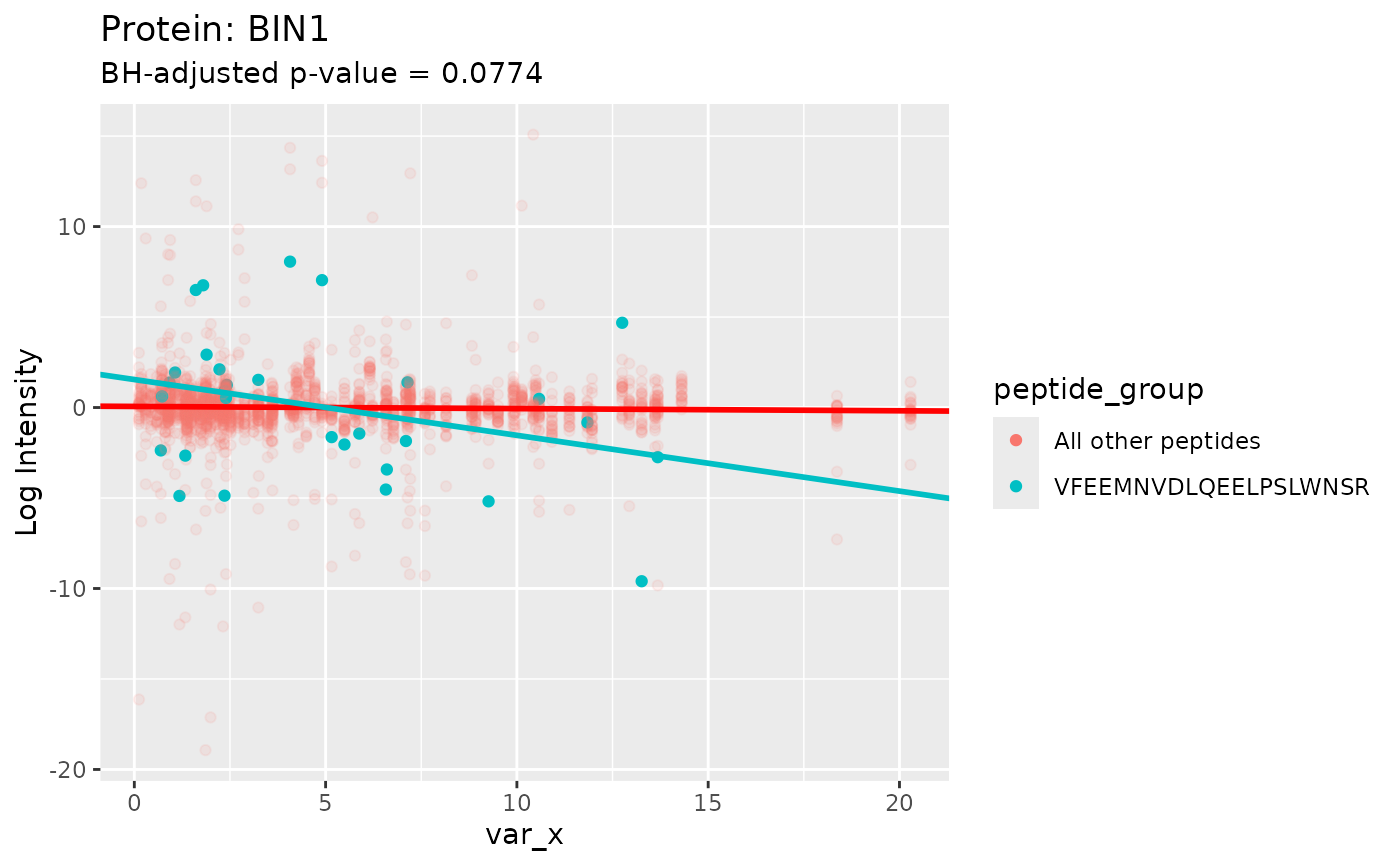 Protein: BIN1
BH-adjusted p-value = 0.0774
10
0
-10
-20
Log Intensity
0
5
10
15
20
var_x
peptide_group
All other peptides
VFEEMNVDLQEELPSLWNSR